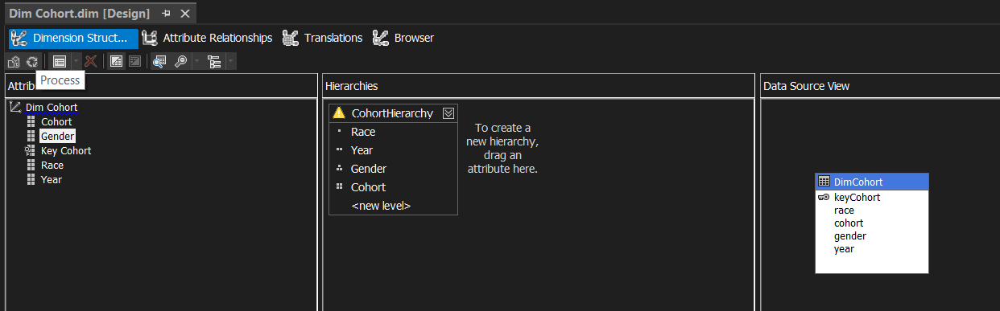 Dim Cohort.dim [Design]
Dimension Struct... Attribute Relationships Translations Browser
Process
Attrib Hierarchies Data Source View
Dim Cohort
Cohort
Gender
Key Cohort
Race
Year
CohortHierarchy
Race
Year
Gender
Cohort
<new level>
To create a
new hierarchy,
drag an
attribute here.
DimCohort
keyCohort
race
cohort
gender
year